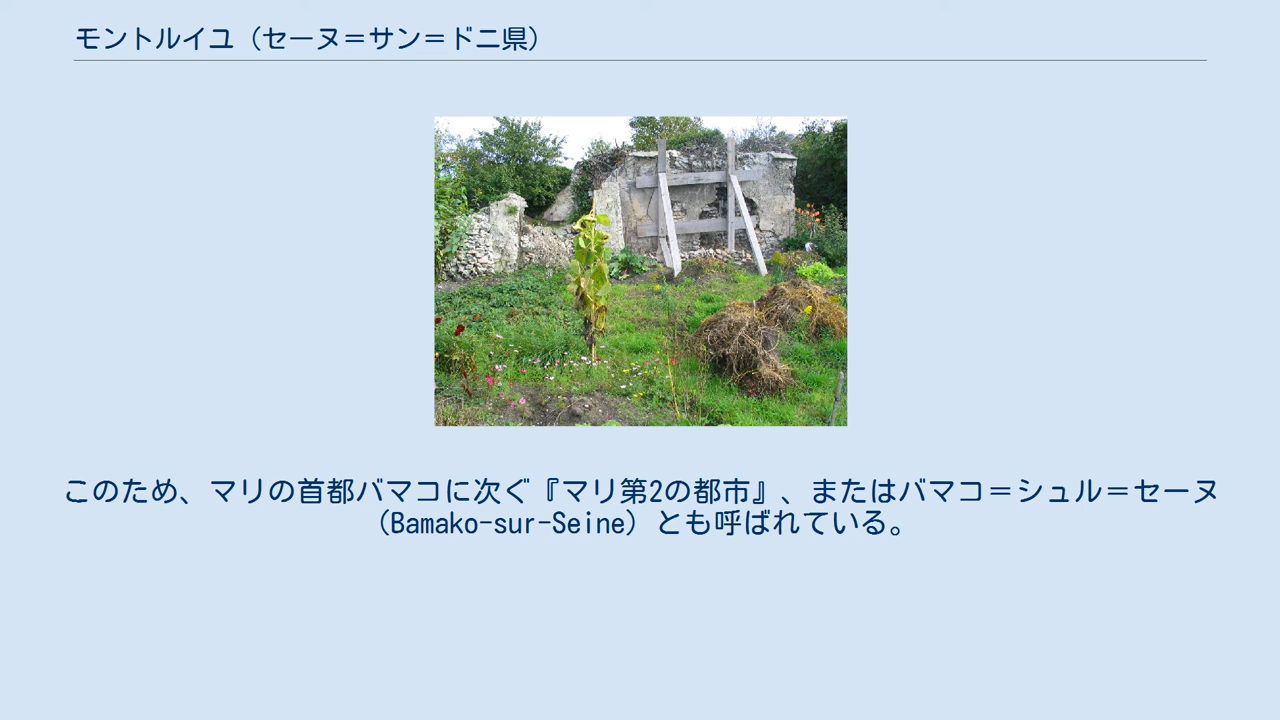 モントルイユ（セーヌ＝サン＝ドニ県）
このため、マリの首都バマコに次ぐ『マリ第2の都市』、またはバマコ＝シュル＝セーヌ
（Bamako-sur-Seine）とも呼ばれている。